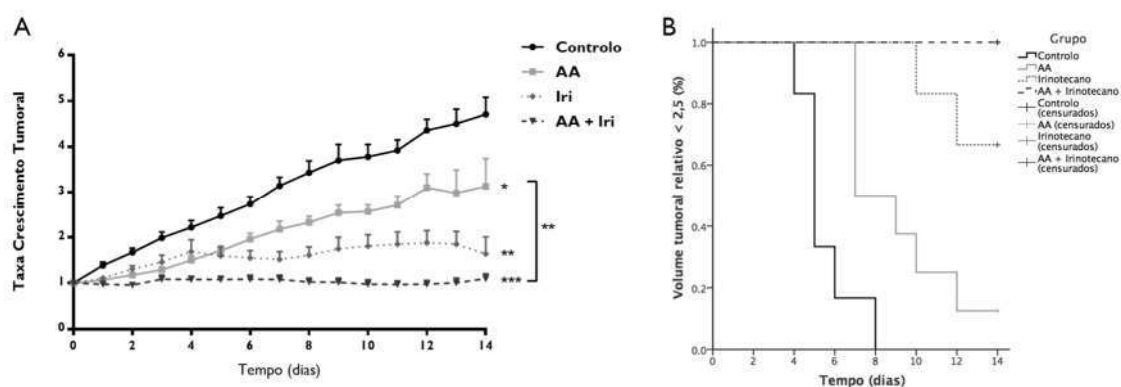 A
Taxa Crescimento Tumoral
6
5
4
3
2
1
0
0 2 4 6 8 10 12 14
Tempo (dias)
Controlo
AA
Iri
AA + Iri
*
**
***
**
B
Volume tumoral relativo < 2,5 (%)
1.0
0.8
0.6
0.4
0.2
0.0
0 2 4 6 8 10 12 14
Tempo (dias)
Grupo
Controlo
AA
Irinotecano
AA + Irinotecano
Controlo
(censurados)
AA (censurados)
Irinotecano
(censurados)
AA + Irinotecano
(censurados)